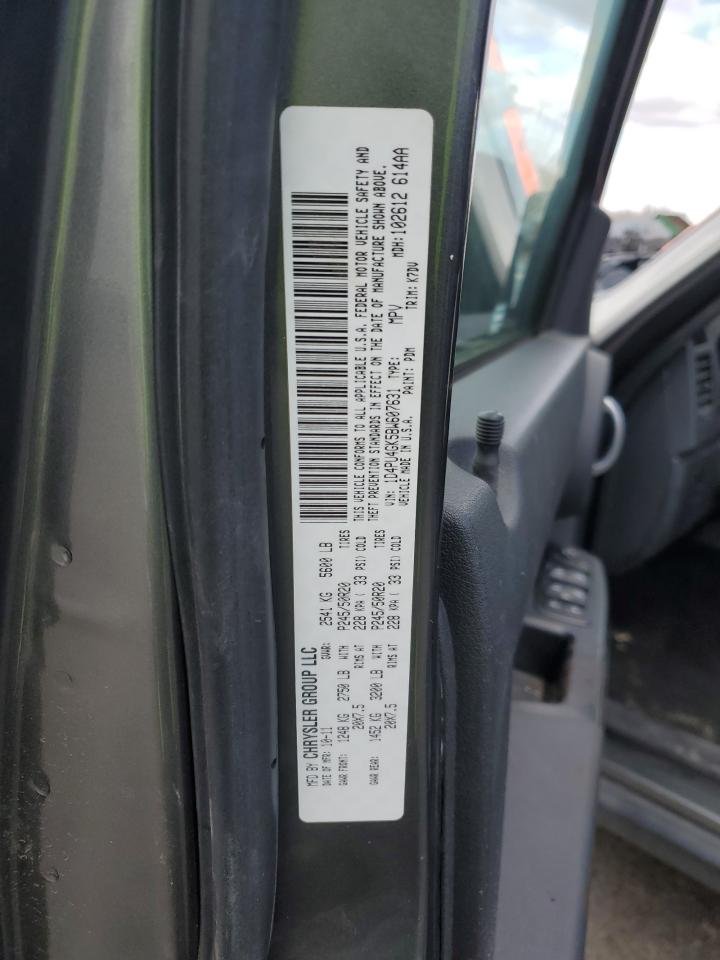 MFD BY CHRYSLER GROUP LLC
DATE OF MFR: 10-11 GVWR: 2541 KG 5600 LB
GAWR FRONT: 1248 KG 2750 LB WITH P245/50R20 TIRES
20X7.5 RIMS AT 228 KPA ( 33 PSI) COLD
GAWR REAR: 1452 KG 3200 LB WITH P245/50R20 TIRES
20X7.5 RIMS AT 228 KPA ( 33 PSI) COLD
THIS VEHICLE CONFORMS TO ALL APPLICABLE U.S.A. FEDERAL MOTOR VEHICLE SAFETY AND
THEFT PREVENTION STANDARDS IN EFFECT ON THE DATE OF MANUFACTURE SHOWN ABOVE.
VIN: 1D4PU4GK5BW607631 TYPE: MPV MDH:102612 614AA
VEHICLE MADE IN U.S.A. PAINT: PDM TRIM: K7DV